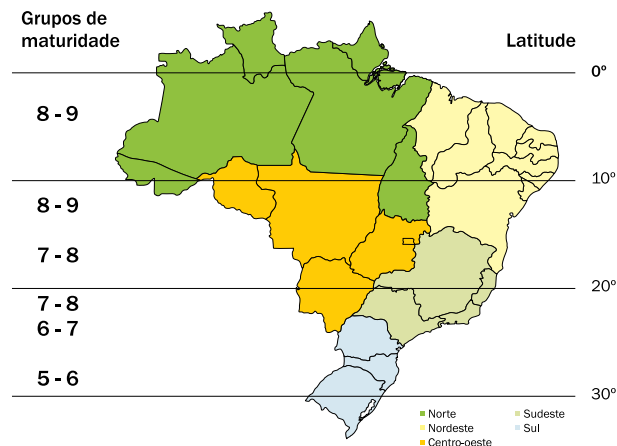 Grupos de
maturidade
Latitude
0º
8 - 9
10º
8 - 9
7 - 8
20º
7 - 8
6 - 7
5 - 6
30º
Norte
Nordeste
Centro-oeste
Sudeste
Sul